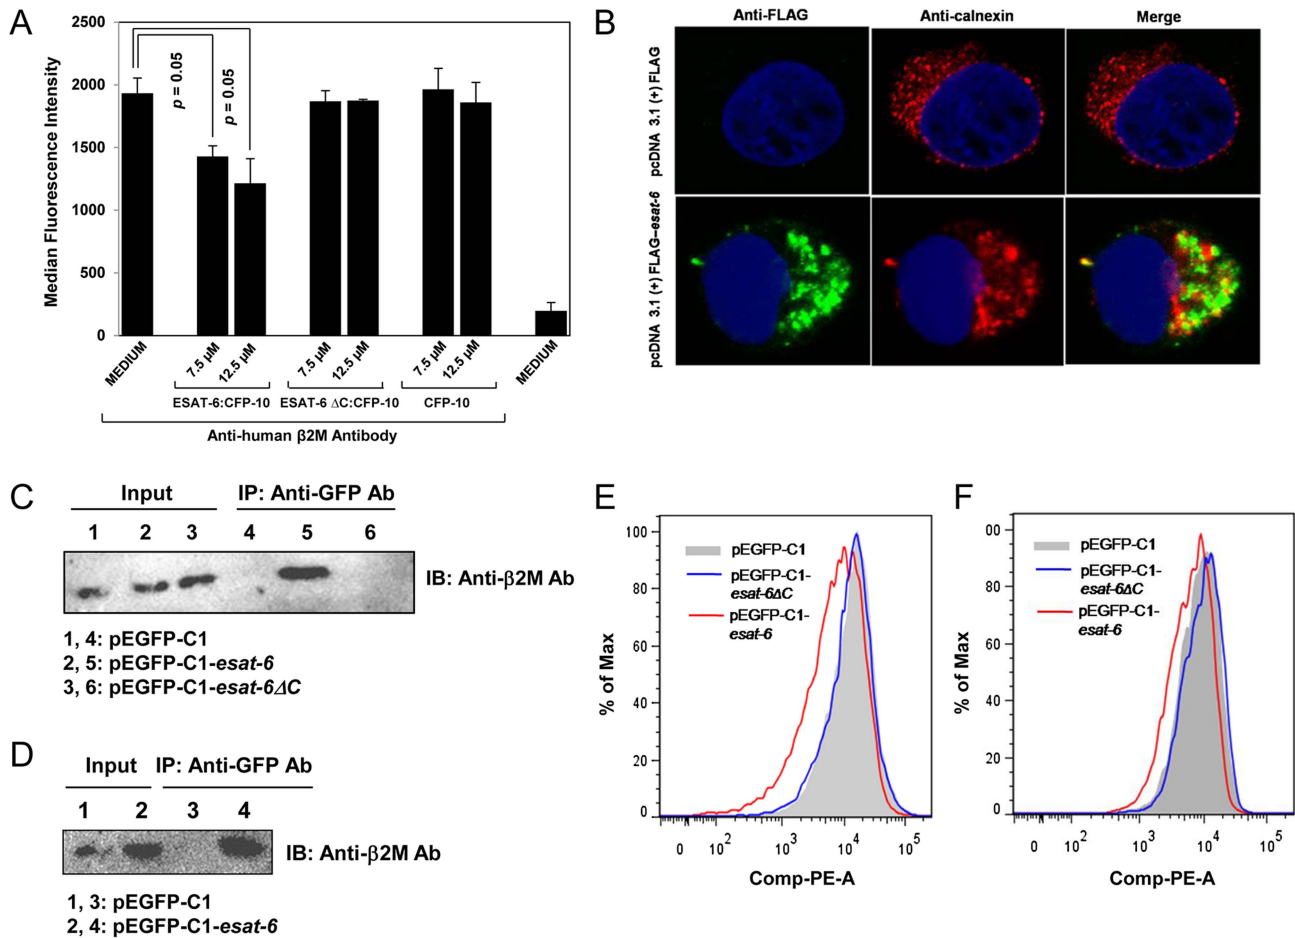 A
2500
2000
1500
1000
500
0
Median Fluorescence Intensity
p = 0.05
p = 0.05
MEDIUM
7.5 µM
12.5 µM
7.5 µM
12.5 µM
7.5 µM
12.5 µM
MEDIUM
ESAT-6:CFP-10
ESAT-6 ΔC:CFP-10
CFP-10
Anti-human β2M Antibody
B
Anti-FLAG
Anti-calnexin
Merge
pcDNA 3.1 (+) FLAG
pcDNA 3.1 (+) FLAG–esat-6
C
Input
IP: Anti-GFP Ab
1 2 3 4 5 6
IB: Anti-β2M Ab
1, 4: pEGFP-C1
2, 5: pEGFP-C1-esat-6
3, 6: pEGFP-C1-esat-6ΔC
D
Input
IP: Anti-GFP Ab
1 2 3 4
IB: Anti-β2M Ab
1, 3: pEGFP-C1
2, 4: pEGFP-C1-esat-6
E
100
80
60
40
20
0
% of Max
pEGFP-C1
pEGFP-C1-
esat-6ΔC
pEGFP-C1-
esat-6
0 10² 10³ 10⁴ 10⁵
Comp-PE-A
F
00
80
60
40
20
0
% of Max
pEGFP-C1
pEGFP-C1-
esat-6ΔC
pEGFP-C1-
esat-6
0 10² 10³ 10⁴ 10⁵
Comp-PE-A